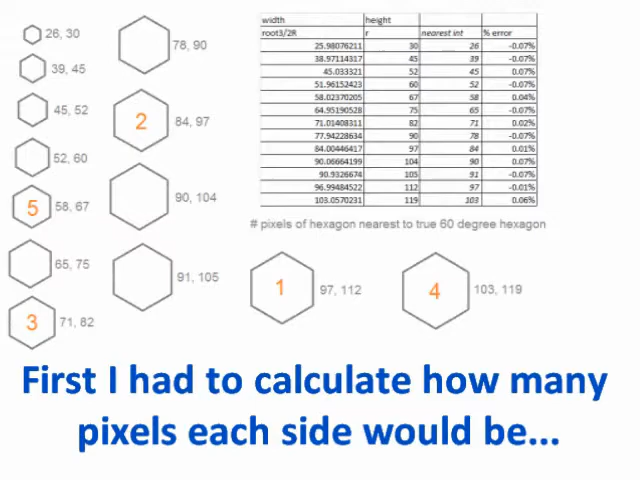 26, 30
39, 45
45, 52
52, 60
5 58, 67
65, 75
3 71, 82
78, 90
2 84, 97
90, 104
91, 105
width height
root3/2R r nearest int % error
25.98076211 30 26 -0.07%
38.97114317 45 39 -0.07%
45.033321 52 45 0.07%
51.96152423 60 52 -0.07%
58.02370205 67 58 0.04%
64.95190528 75 65 -0.07%
71.01408311 82 71 0.02%
77.94228634 90 78 -0.07%
84.00446417 97 84 0.01%
90.06664199 104 90 0.07%
90.9326674 105 91 -0.07%
96.99484522 112 97 -0.01%
103.0570231 119 103 0.06%
# pixels of hexagon nearest to true 60 degree hexagon
1 97, 112
4 103, 119
First I had to calculate how many
pixels each side would be...